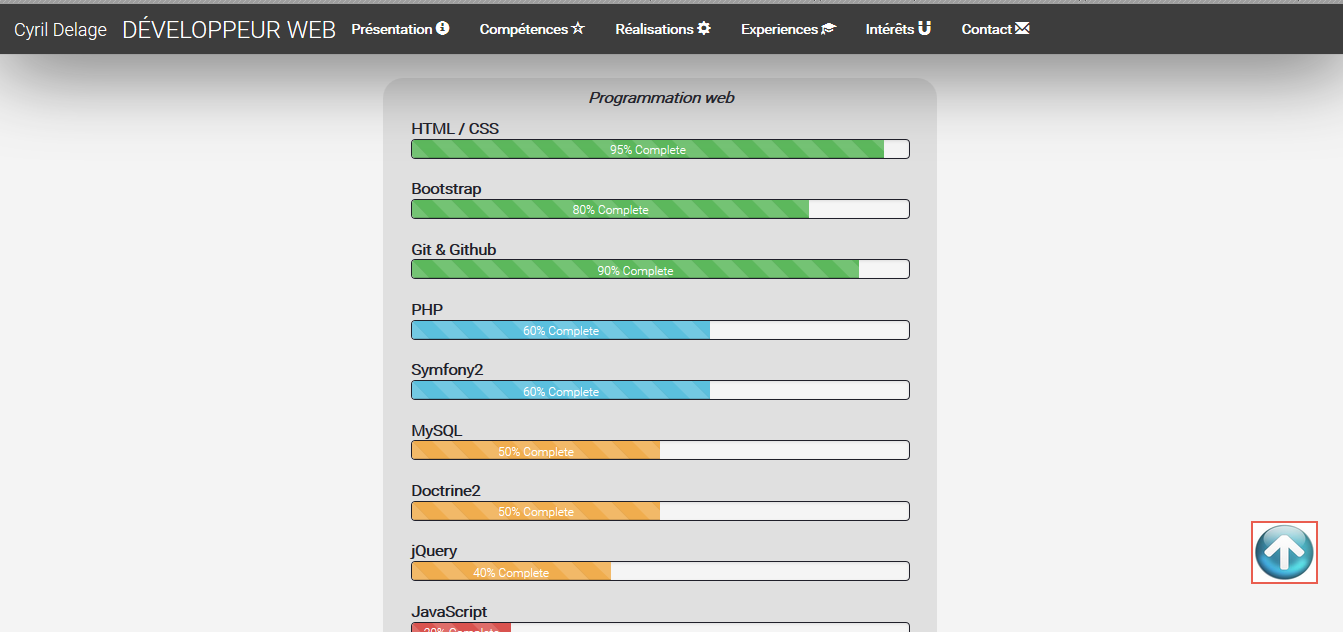 Cyril Delage DÉVELOPPEUR WEB Présentation Compétences Réalisations Experiences Intérêts Contact
Programmation web
HTML / CSS
95% Complete
Bootstrap
80% Complete
Git & Github
90% Complete
PHP
60% Complete
Symfony2
60% Complete
MySQL
50% Complete
Doctrine2
50% Complete
jQuery
40% Complete
JavaScript
20% Complete